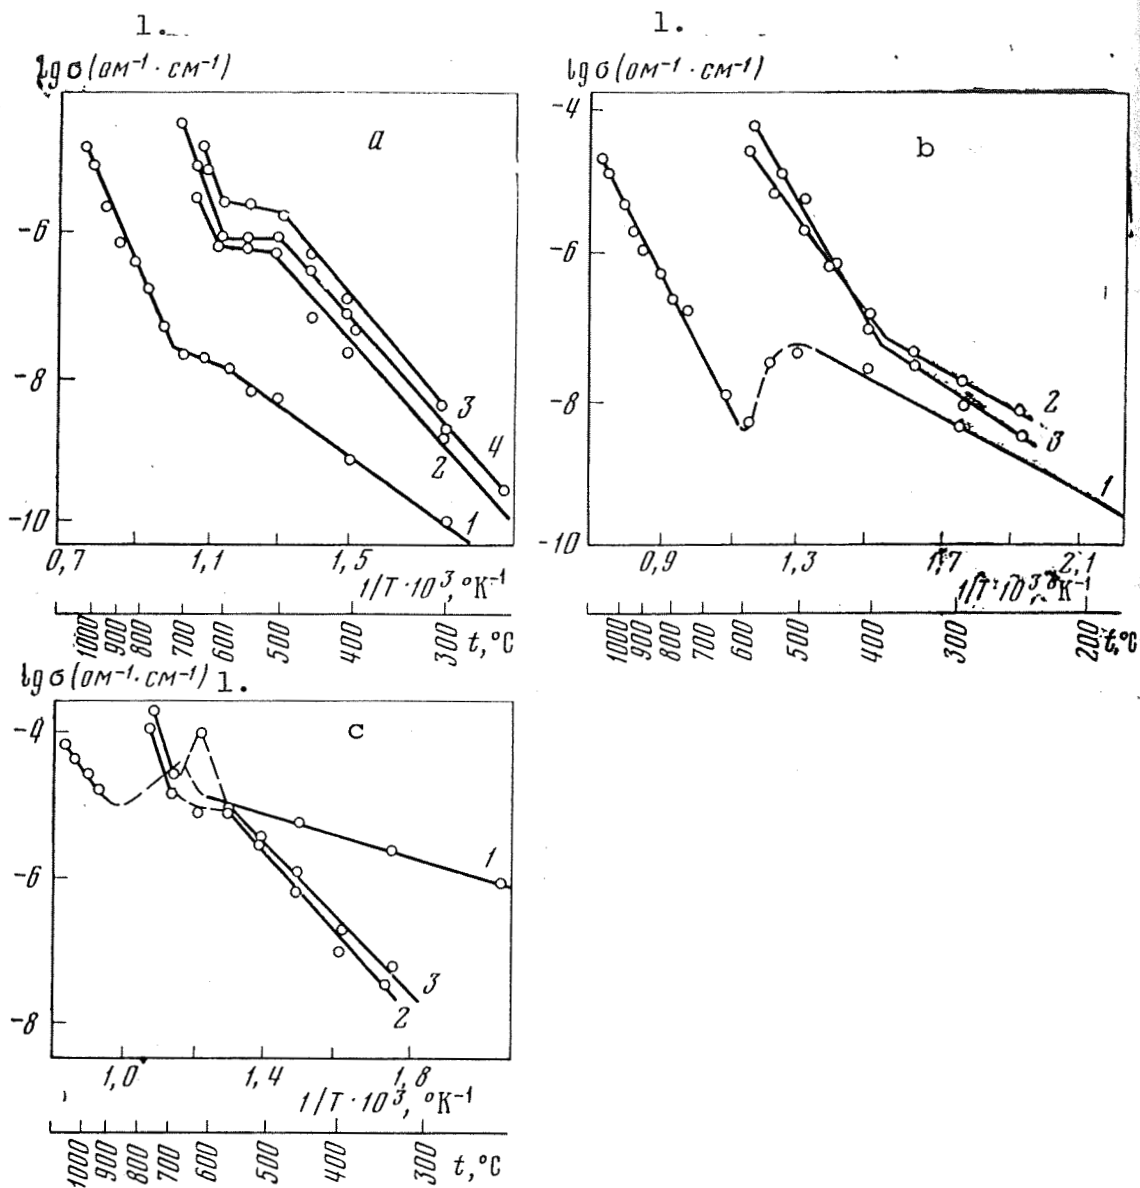 1. 1.
lg σ (ом⁻¹ · см⁻¹) lg σ (ом⁻¹ · см⁻¹)
a b
-4
-6 -6
-8 -8
-10 -10
3
4
2
1
2
3
1
0,7 1,1 1,5 0,9 1,3 1,7 2,1
1/T · 10³, °K⁻¹ 1/T · 10³, °K⁻¹
1000 900 800 700 600 500 400 300 t, °C 1000 900 800 700 600 500 400 300 200 t, °C
lg σ (ом⁻¹ · см⁻¹) 1.
c
-4
-6
-8
1
3
2
1,0 1,4 1,8
1/T · 10³, °K⁻¹
1000 900 800 700 600 500 400 300 t, °C